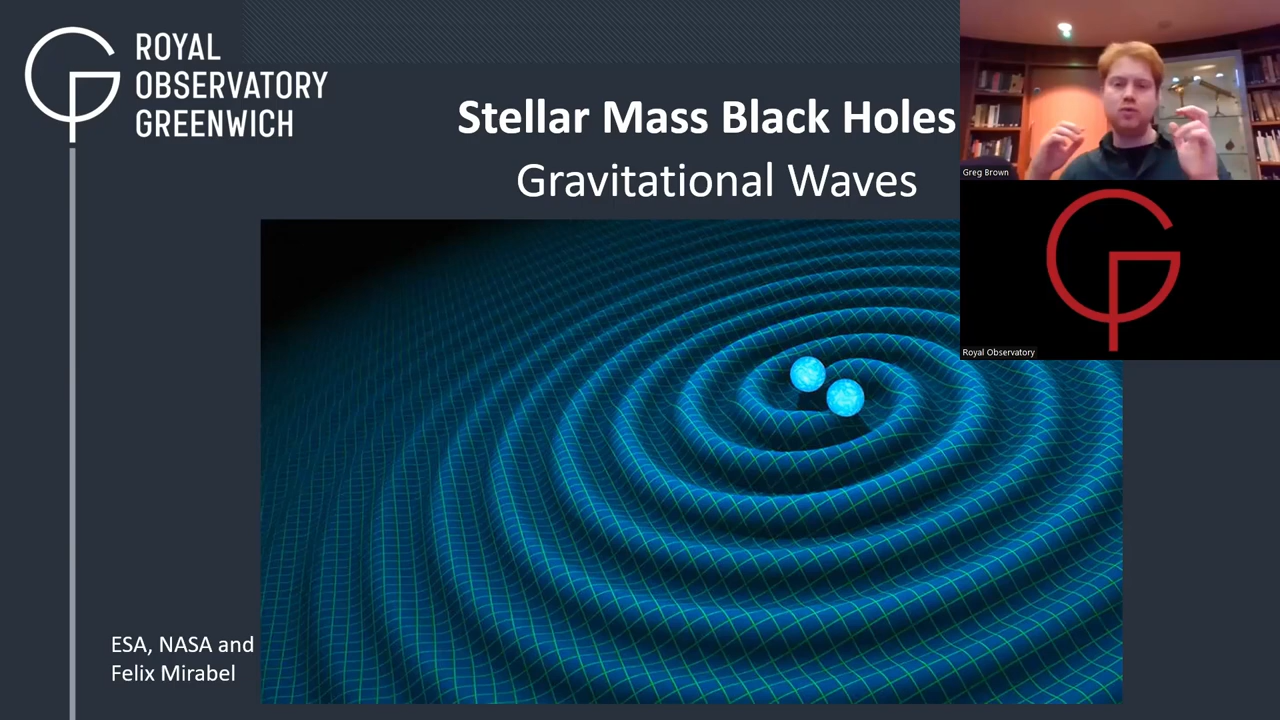 ROYAL
OBSERVATORY
GREENWICH
Stellar Mass Black Holes
Gravitational Waves
Greg Brown
Royal Observatory
ESA, NASA and
Felix Mirabel